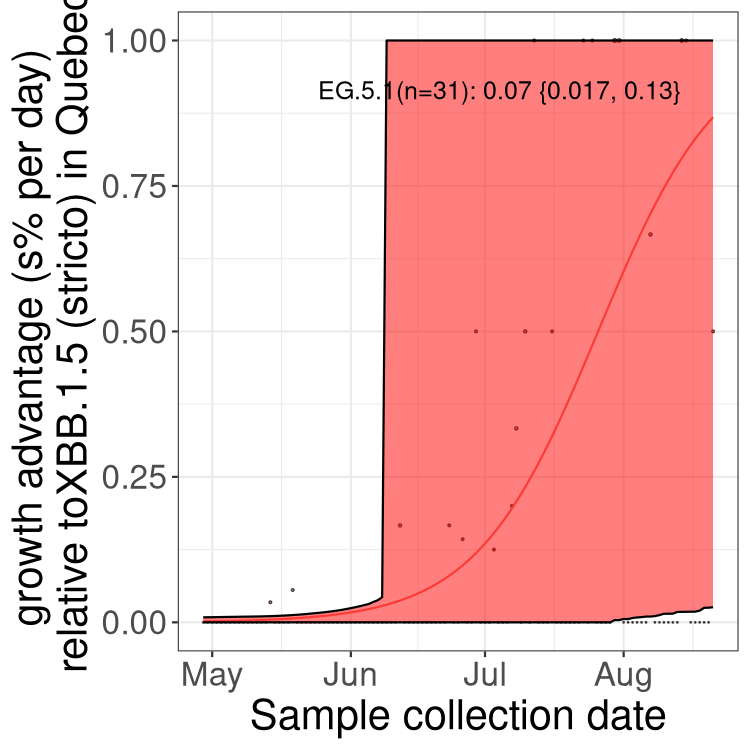 growth advantage (s% per day)
relative toXBB.1.5 (stricto) in Quebec
1.00
0.75
0.50
0.25
0.00
EG.5.1(n=31): 0.07 {0.017, 0.13}
May Jun Jul Aug
Sample collection date